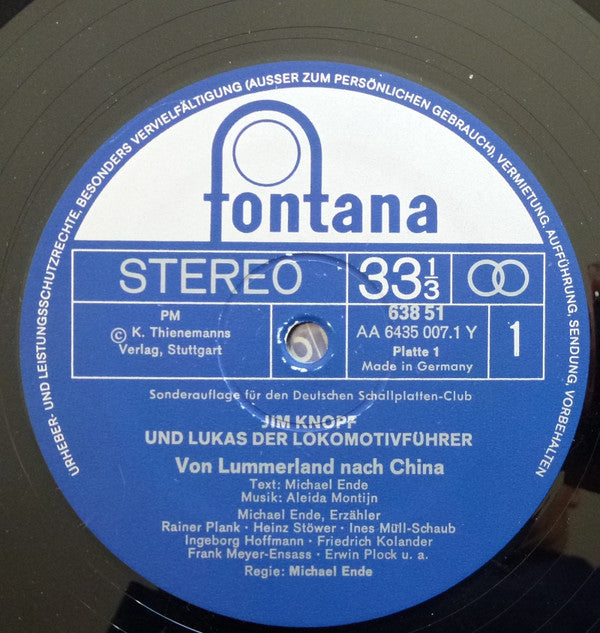 URHEBER- UND LEISTUNGSSCHUTZRECHTE, BESONDERS VERVIELFÄLTIGUNG (AUSSER ZUM PERSÖNLICHEN GEBRAUCH), VERMIETUNG, AUFFÜHRUNG, SENDUNG, VORBEHALTEN
fontana
STEREO 33 1/3
PM
© K. Thienemanns
Verlag, Stuttgart
638 51
AA 6435 007.1 Y
Platte 1
Made in Germany
1
Sonderauflage für den Deutschen Schallplatten-Club
JIM KNOPF
UND LUKAS DER LOKOMOTIVFÜHRER
Von Lummerland nach China
Text: Michael Ende
Musik: Aleida Montijn
Michael Ende, Erzähler
Rainer Plank · Heinz Stöwer · Ines Müll-Schaub
Ingeborg Hoffmann · Friedrich Kolander
Frank Meyer-Ensass · Erwin Plock u. a.
Regie: Michael Ende